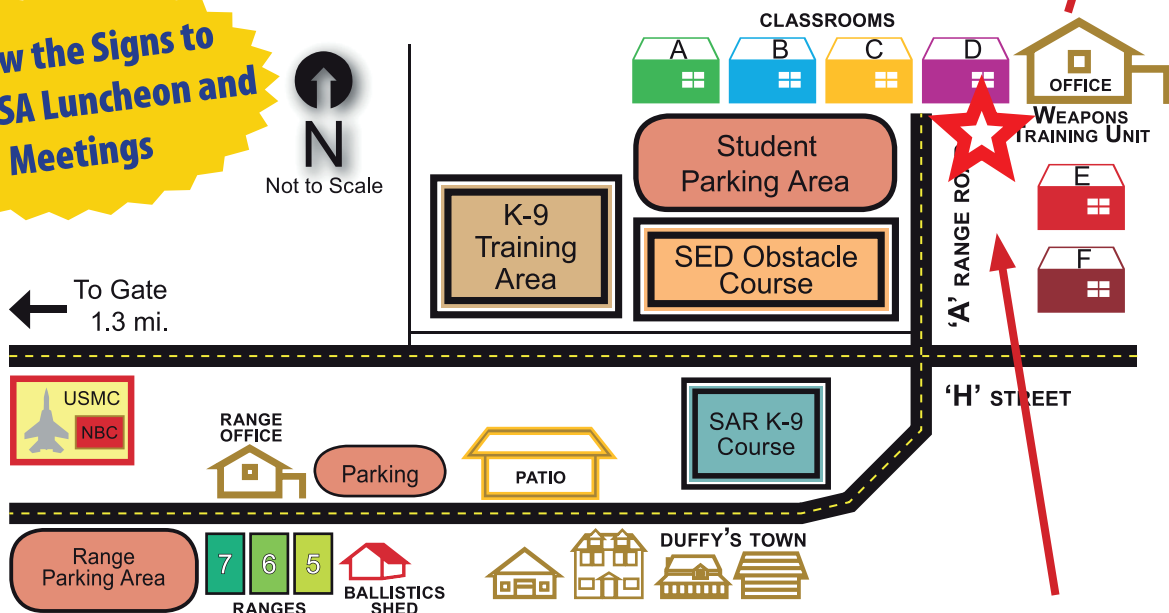 w the Signs to
SA Luncheon and
Meetings
N
Not to Scale
CLASSROOMS
A
B
C
D
OFFICE
WEAPONS
TRAINING UNIT
Student
Parking Area
K-9
Training
Area
SED Obstacle
Course
E
F
'A' RANGE ROA
To Gate
1.3 mi.
'H' STREET
USMC
NBC
RANGE
OFFICE
Parking
PATIO
SAR K-9
Course
Range
Parking Area
7
6
5
RANGES
BALLISTICS
SHED
DUFFY'S TOWN